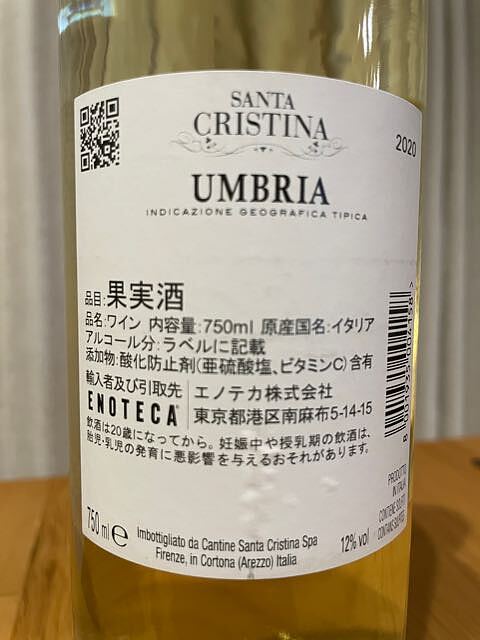 SANTA
CRISTINA
2020
UMBRIA
INDICAZIONE GEOGRAFICA TIPICA
品目:果実酒
品名:ワイン 内容量:750ml 原産国名:イタリア
アルコール分:ラベルに記載
添加物:酸化防止剤(亜硫酸塩、ビタミンC)含有
輸入者及び引取先 エノテカ株式会社
ENOTECA 東京都港区南麻布5-14-15
飲酒は20歳になってから。妊娠中や授乳期の飲酒は、
胎児・乳児の発育に悪影響を与えるおそれがあります。
PRODOTTO
IN ITALIA
750 ml e
Imbottigliato da Cantine Santa Cristina Spa
Firenze, in Cortona (Arezzo) Italia
12% vol